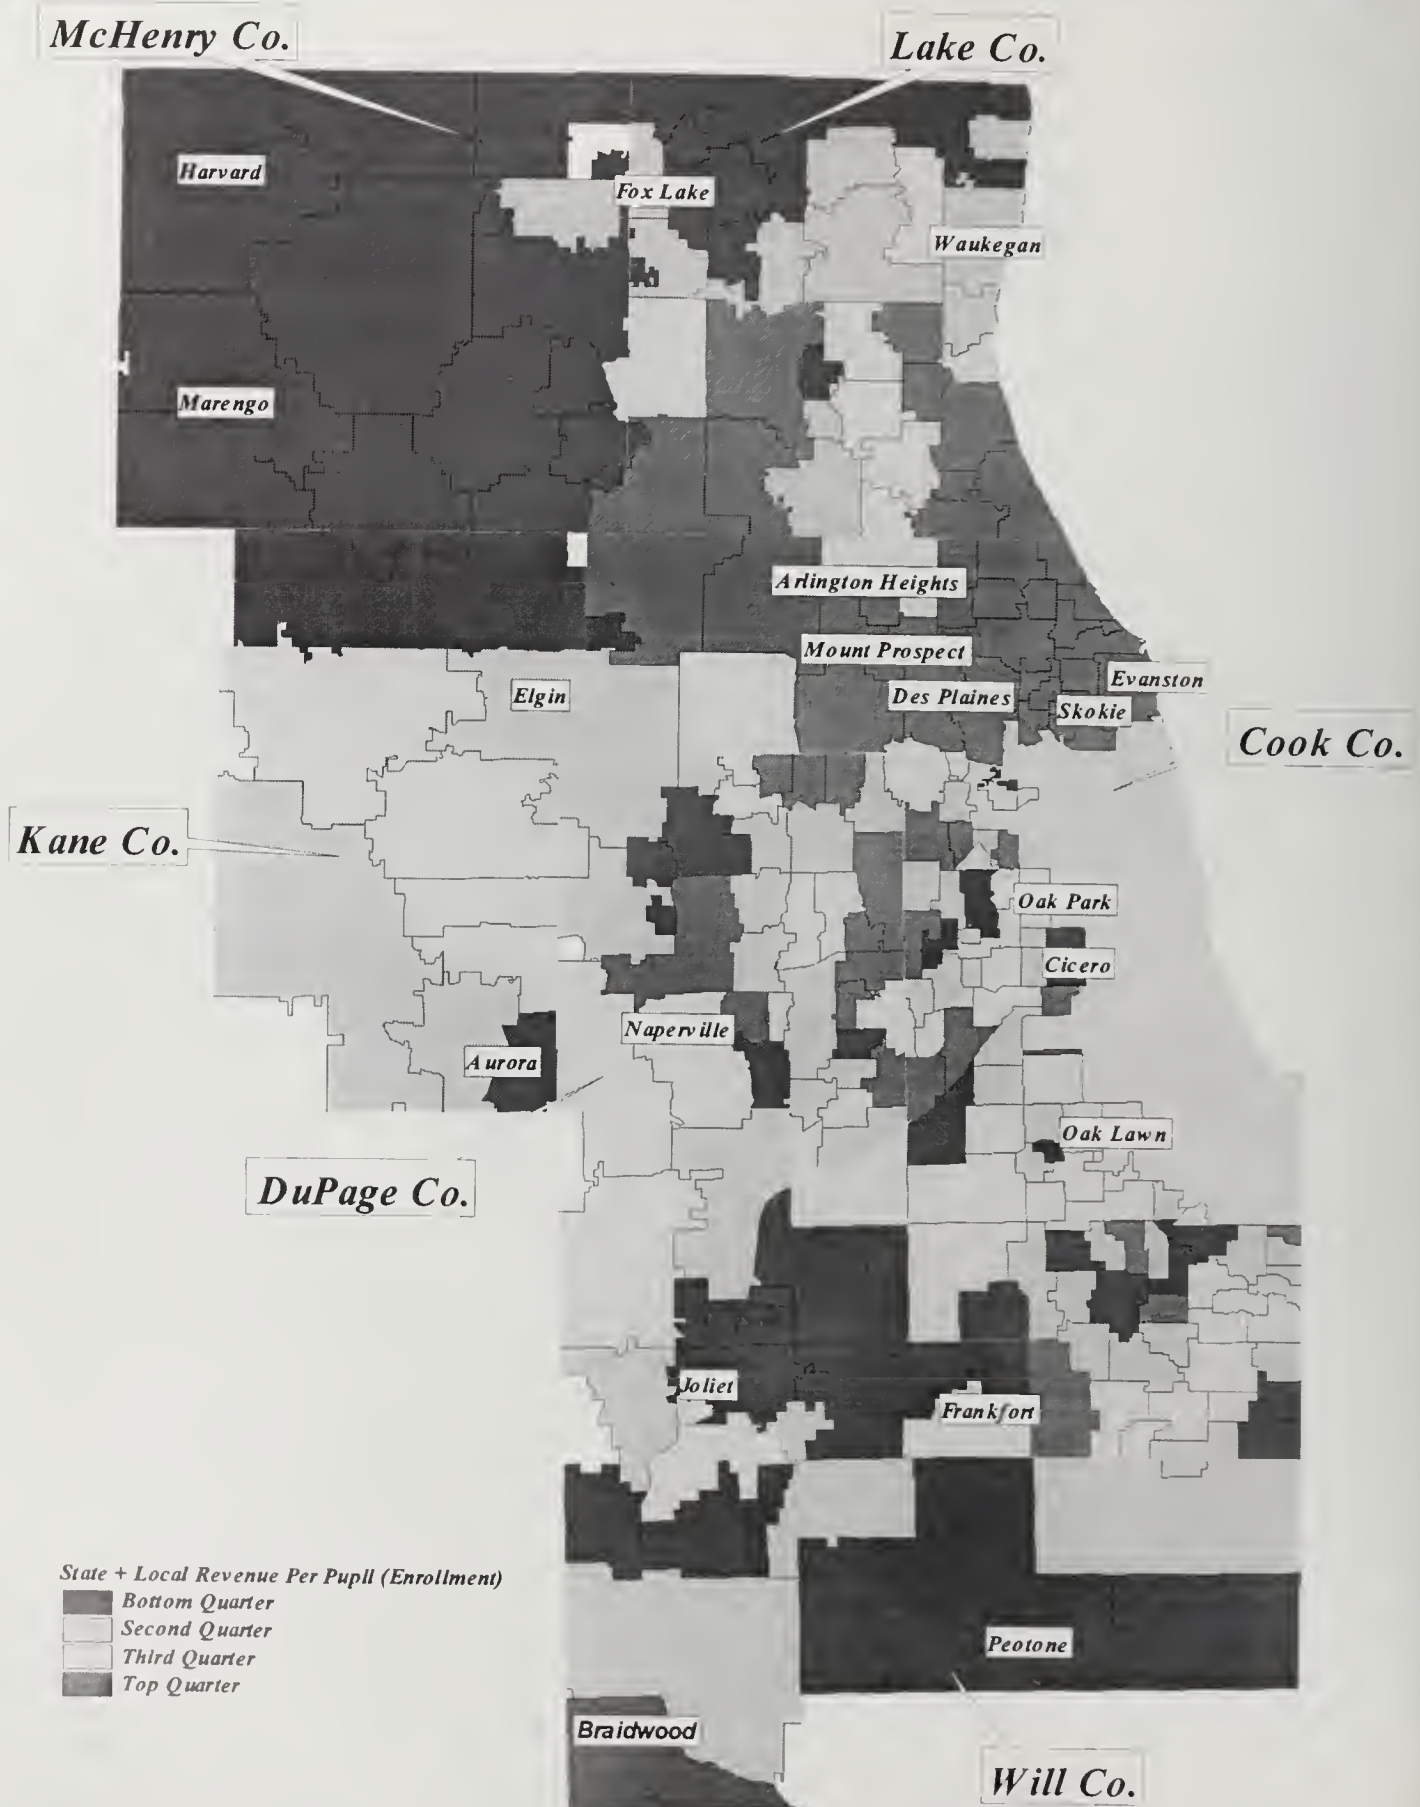 McHenry Co.
Lake Co.
Harvard
Fox Lake
Waukegan
Marengo
Arlington Heights
Mount Prospect
Evanston
Elgin
Des Plaines
Skokie
Cook Co.
Kane Co.
Oak Park
Cicero
Naperville
Aurora
Oak Lawn
DuPage Co.
Joliet
Frankfort
State + Local Revenue Per Pupil (Enrollment)
Bottom Quarter
Second Quarter
Third Quarter
Top Quarter
Peotone
Braidwood
Will Co.